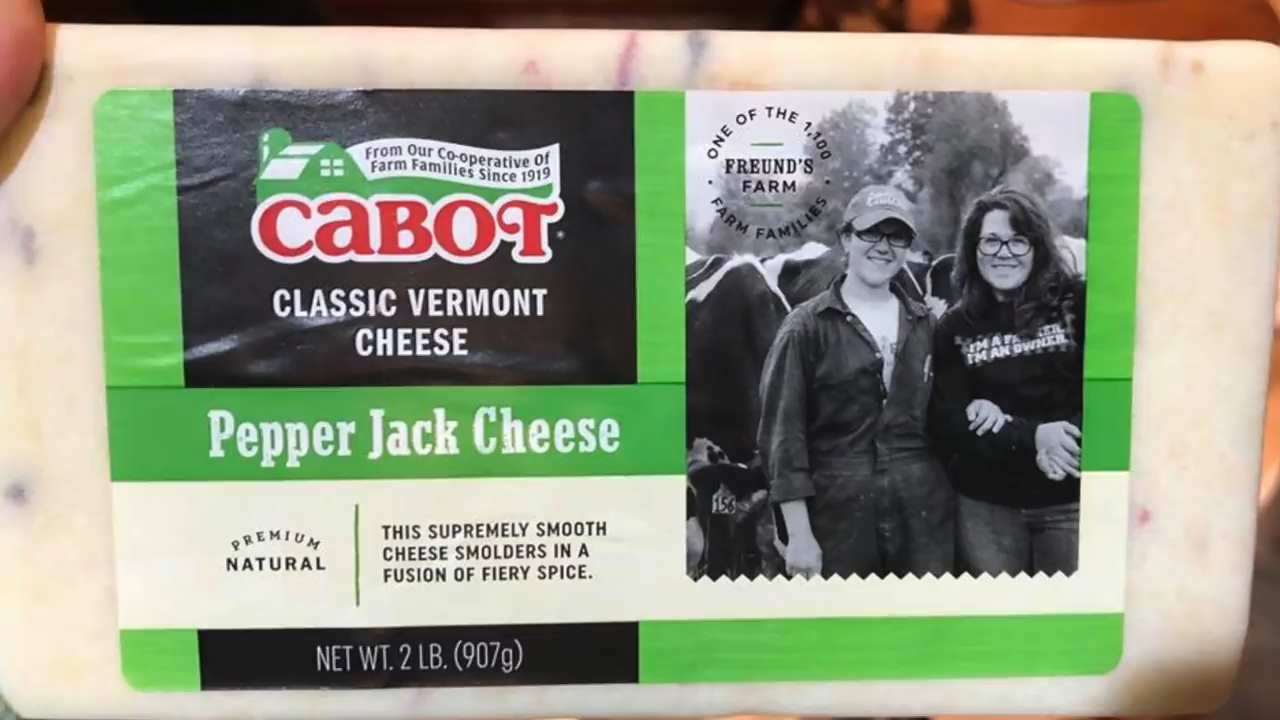 From Our Co-operative Of
Farm Families Since 1919
CABOT
CLASSIC VERMONT
CHEESE
Pepper Jack Cheese
PREMIUM
NATURAL
THIS SUPREMELY SMOOTH
CHEESE SMOLDERS IN A
FUSION OF FIERY SPICE.
NET WT. 2 LB. (907g)
ONE OF THE 1,100
FREUND'S
FARM
FARM FAMILIES
I'M A
I'M AN OWNER.
156